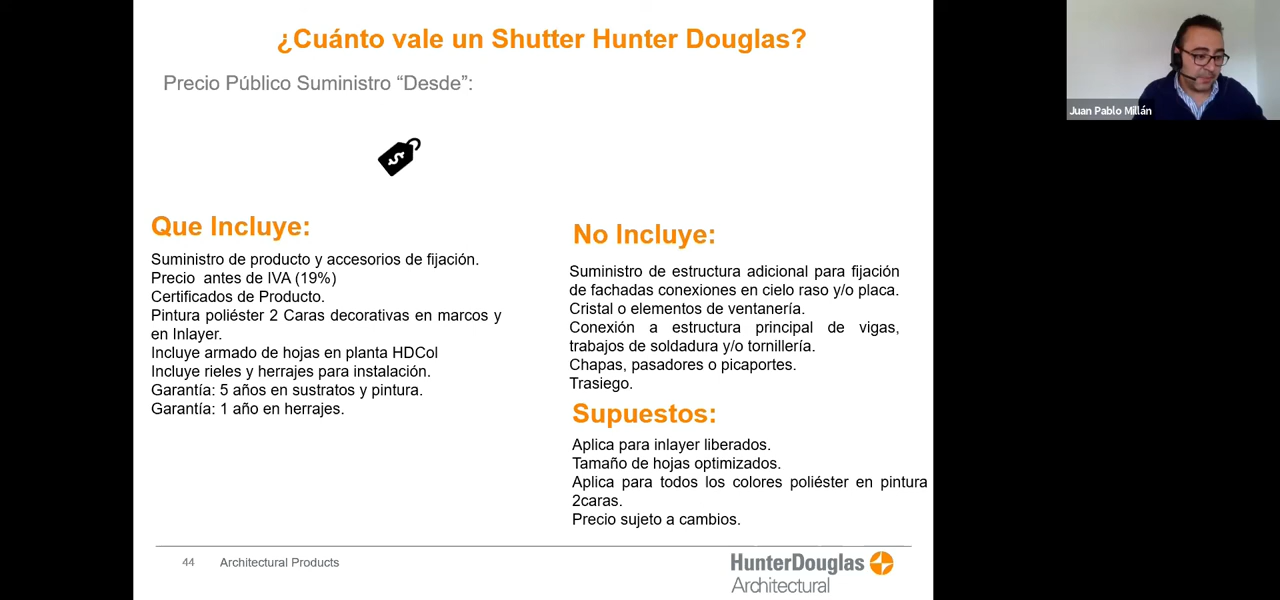 ¿Cuánto vale un Shutter Hunter Douglas?
Precio Público Suministro “Desde”:
$
Que Incluye:
Suministro de producto y accesorios de fijación.
Precio antes de IVA (19%)
Certificados de Producto.
Pintura poliéster 2 Caras decorativas en marcos y
en Inlayer.
Incluye armado de hojas en planta HDCol
Incluye rieles y herrajes para instalación.
Garantía: 5 años en sustratos y pintura.
Garantía: 1 año en herrajes.
No Incluye:
Suministro de estructura adicional para fijación
de fachadas conexiones en cielo raso y/o placa.
Cristal o elementos de ventanería.
Conexión a estructura principal de vigas,
trabajos de soldadura y/o tornillería.
Chapas, pasadores o picaportes.
Trasiego.
Supuestos:
Aplica para inlayer liberados.
Tamaño de hojas optimizados.
Aplica para todos los colores poliéster en pintura
2caras.
Precio sujeto a cambios.
44 Architectural Products
HunterDouglas
Architectural
Juan Pablo Millán